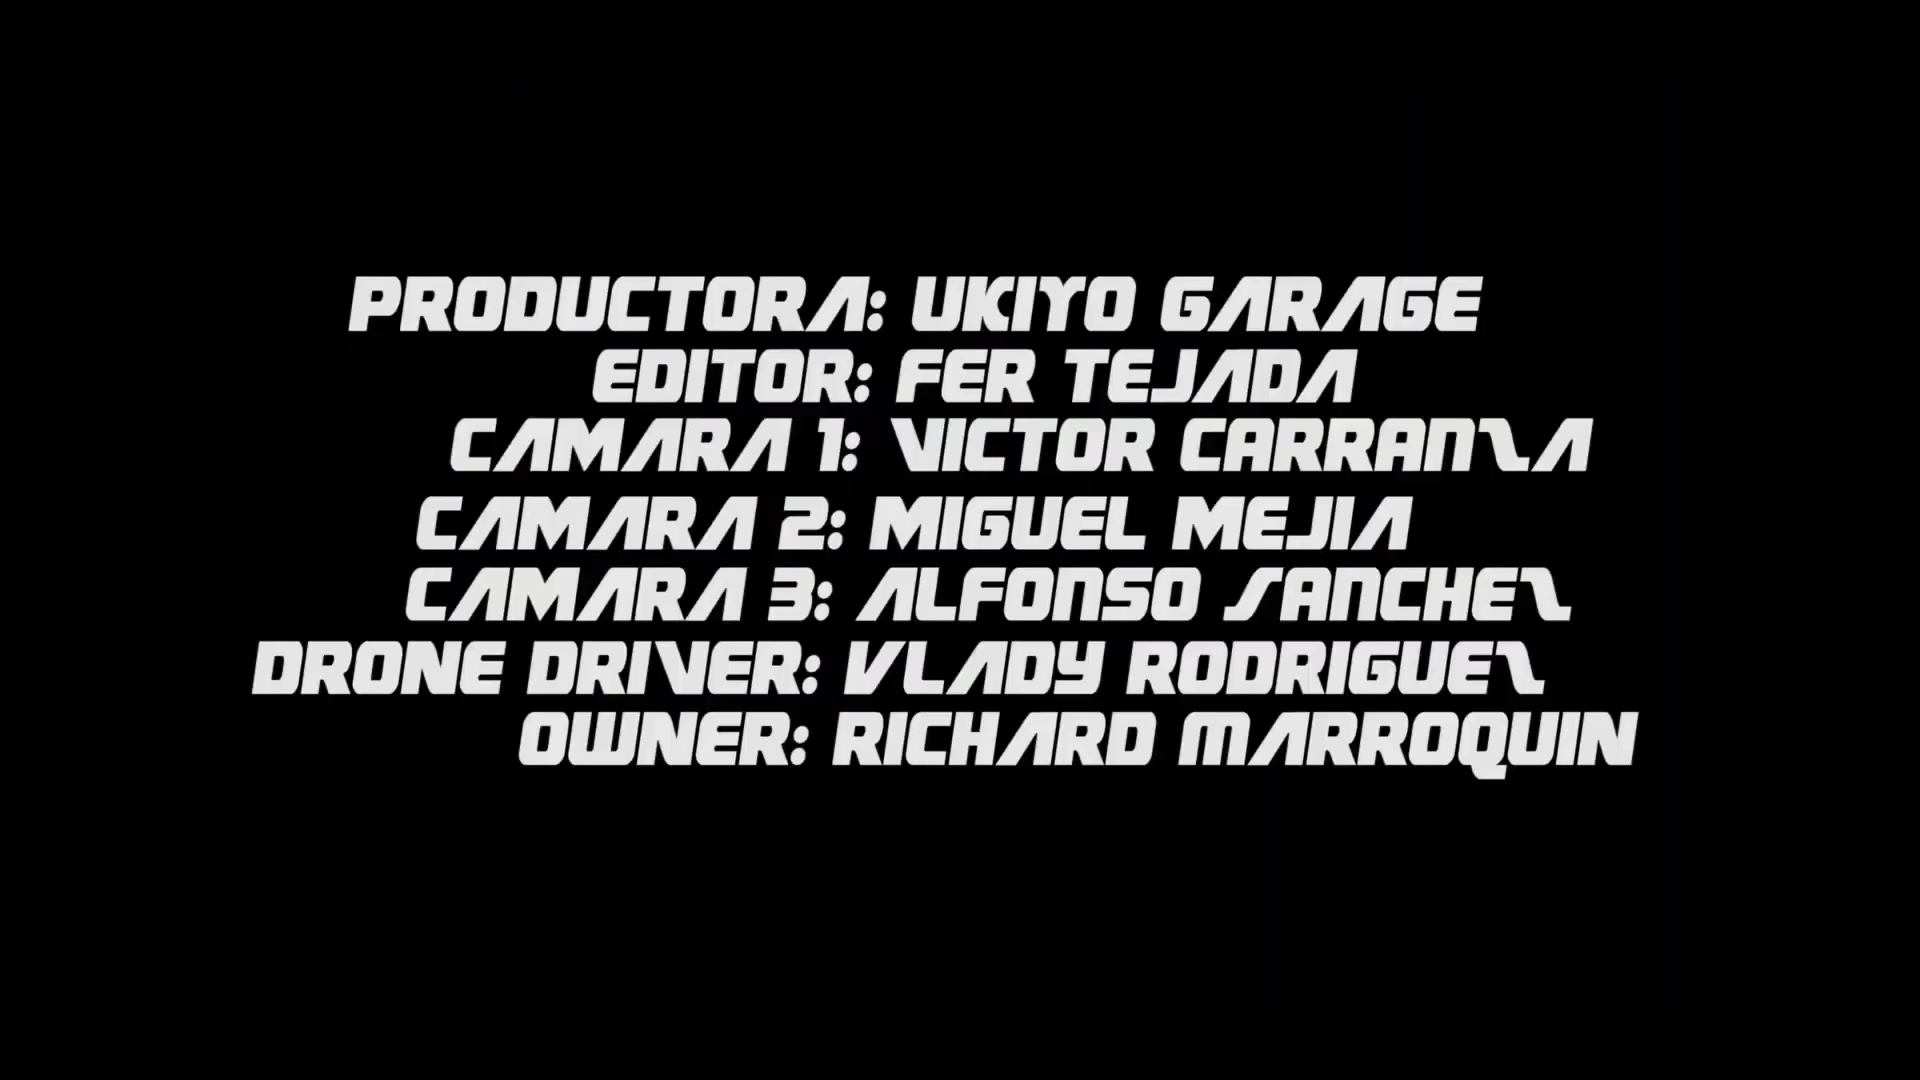 PRODUCTORA: UKIYO GARAGE
EDITOR: FER TEJADA
CAMARA 1: VICTOR CARRANZA
CAMARA 2: MIGUEL MEJIA
CAMARA 3: ALFONSO SANCHEZ
DRONE DRIVER: VLADY RODRIGUEZ
OWNER: RICHARD MARROQUIN